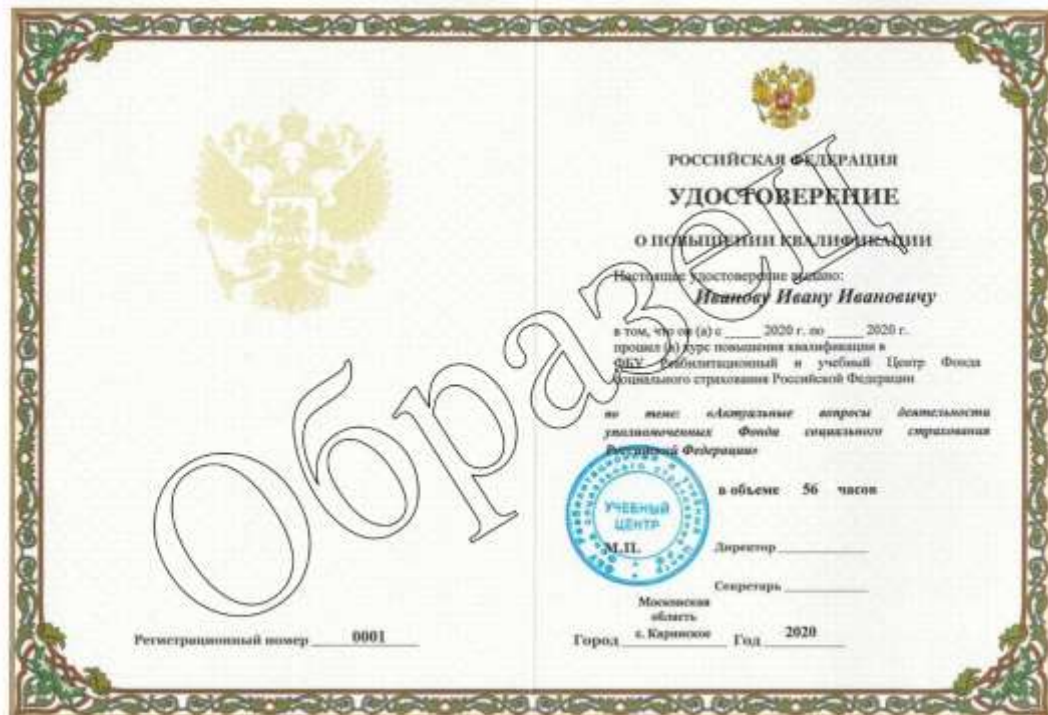 Образец
Регистрационный номер 0001
РОССИЙСКАЯ ФЕДЕРАЦИЯ
УДОСТОВЕРЕНИЕ
О ПОВЫШЕНИИ КВАЛИФИКАЦИИ
Настоящее удостоверение выдано:
Иванову Ивану Ивановичу
в том, что он (а) с _____ 2020 г. по _____ 2020 г.
прошел (а) курс повышения квалификации в
ФБУ Реабилитационный и учебный Центр Фонда
социального страхования Российской Федерации
по теме: «Актуальные вопросы деятельности
уполномоченных Фонда социального страхования
Российской Федерации»
в объеме 56 часов
УЧЕБНЫЙ
ЦЕНТР
М.П. Директор
Секретарь
Московская
область
Город с. Каринское Год 2020